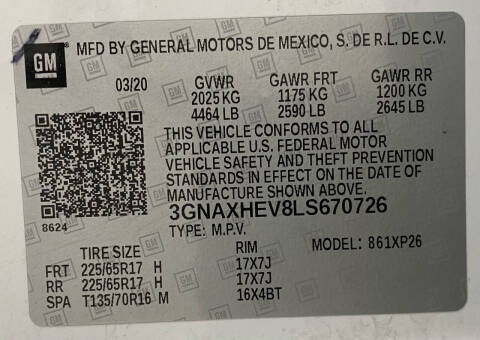 GM MFD BY GENERAL MOTORS DE MEXICO, S. DE R.L. DE C.V.
03/20 GVWR GAWR FRT GAWR RR
2025 KG 1175 KG 1200 KG
4464 LB 2590 LB 2645 LB
THIS VEHICLE CONFORMS TO ALL
APPLICABLE U.S. FEDERAL MOTOR
VEHICLE SAFETY AND THEFT PREVENTION
STANDARDS IN EFFECT ON THE DATE OF
MANUFACTURE SHOWN ABOVE.
3GNAXHEV8LS670726
8624 TYPE: M.P.V. MODEL: 861XP26
TIRE SIZE RIM
FRT 225/65R17 H 17X7J
RR 225/65R17 H 17X7J
SPA T135/70R16 M 16X4BT